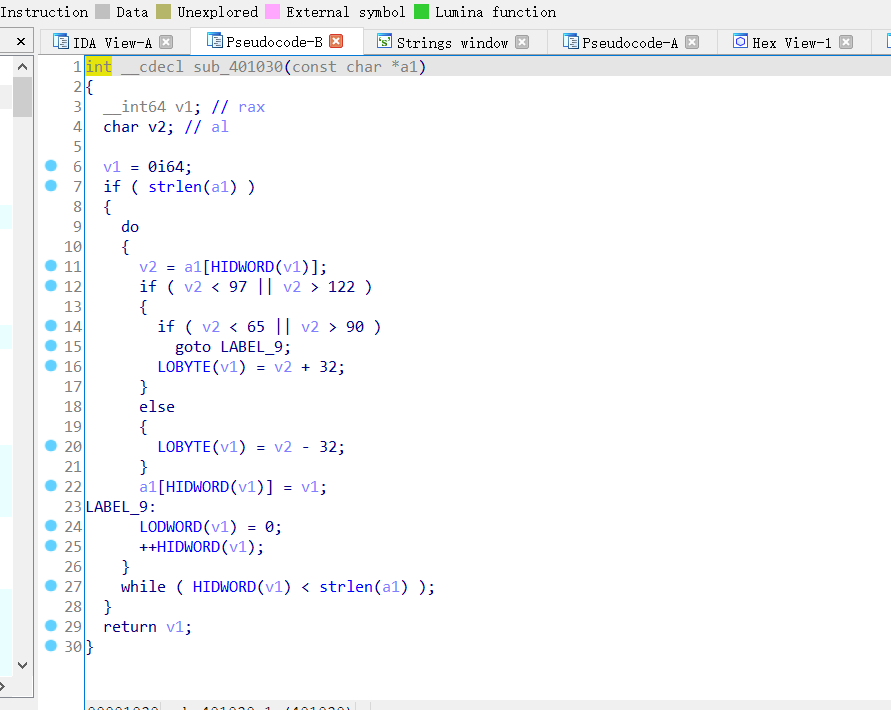 Instruction Data Unexplored External symbol Lumina function
IDA View-A Pseudocode-B Strings window Pseudocode-A Hex View-1
1 int __cdecl sub_401030(const char *a1)
2 {
3 __int64 v1; // rax
4 char v2; // al
5
6 v1 = 0i64;
7 if ( strlen(a1) )
8 {
9 do
10 {
11 v2 = a1[HIDWORD(v1)];
12 if ( v2 < 97 || v2 > 122 )
13 {
14 if ( v2 < 65 || v2 > 90 )
15 goto LABEL_9;
16 LOBYTE(v1) = v2 + 32;
17 }
18 else
19 {
20 LOBYTE(v1) = v2 - 32;
21 }
22 a1[HIDWORD(v1)] = v1;
23 LABEL_9:
24 LODWORD(v1) = 0;
25 ++HIDWORD(v1);
26 }
27 while ( HIDWORD(v1) < strlen(a1) );
28 }
29 return v1;
30 }